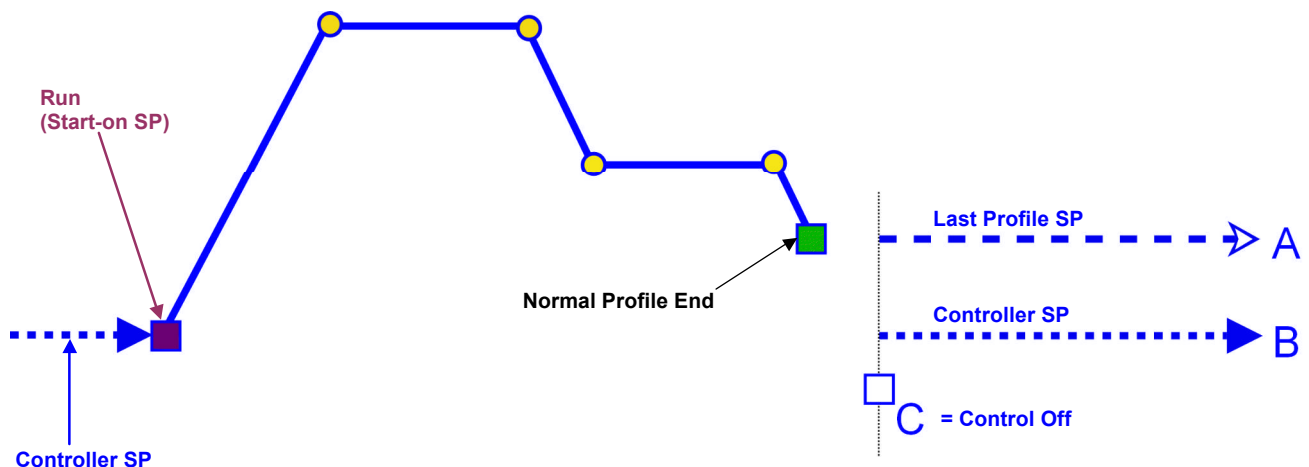 Run
(Start-on SP)
Last Profile SP
A
Normal Profile End
Controller SP
B
C = Control Off
Controller SP